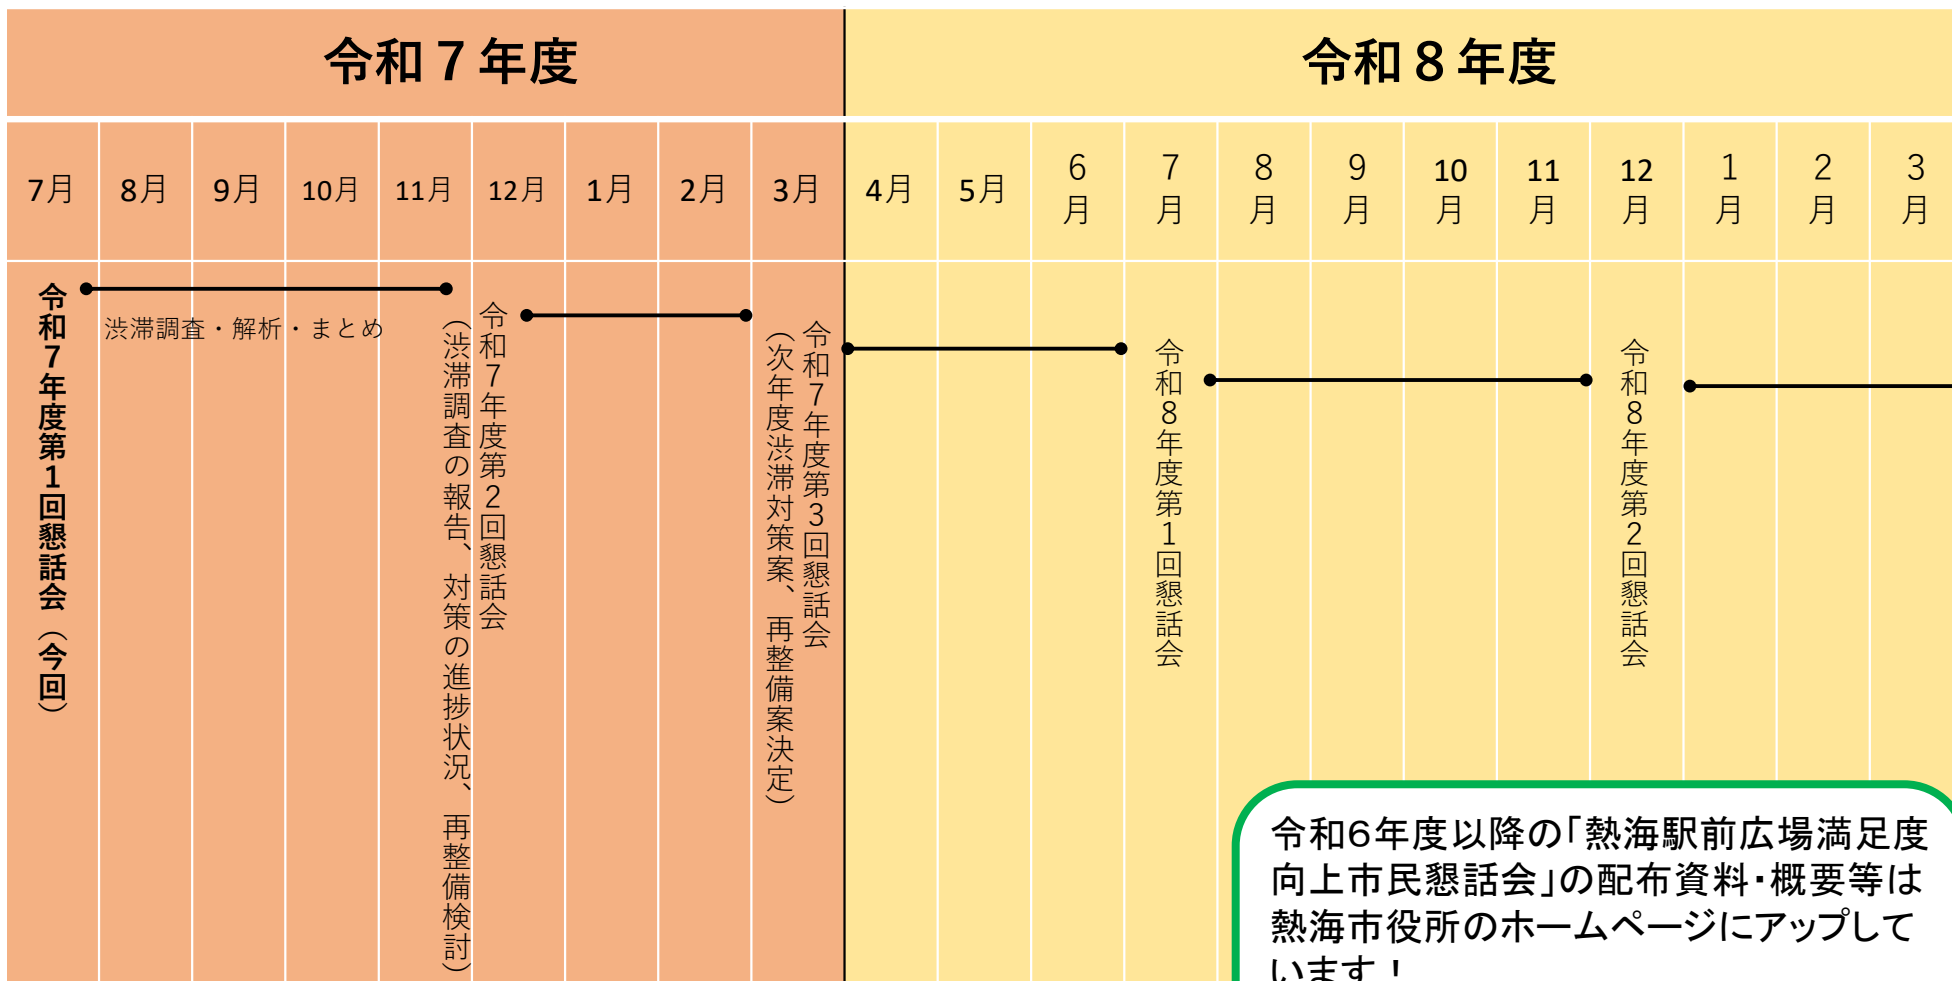 令和７年度
令和８年度
7月
8月
9月
10月
11月
12月
1月
2月
3月
4月
5月
６月
７月
８月
９月
10月
11月
12月
１月
２月
３月
令和７年度第１回懇話会（今回）
渋滞調査・解析・まとめ
令和７年度第２回懇話会
（渋滞調査の報告、対策の進捗状況、再整備検討）
令和７年度第３回懇話会
（次年度渋滞対策案、再整備案決定）
令和８年度第１回懇話会
令和８年度第２回懇話会
令和６年度以降の「熱海駅前広場満足度
向上市民懇話会」の配布資料・概要等は
熱海市役所のホームページにアップして
います！